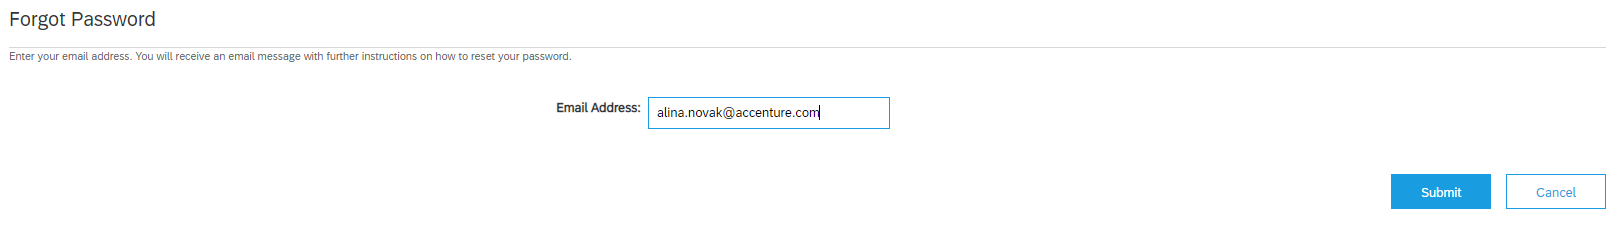 Forgot Password
Enter your email address. You will receive an email message with further instructions on how to reset your password.
Email Address: alina.novak@accenture.com
Submit Cancel